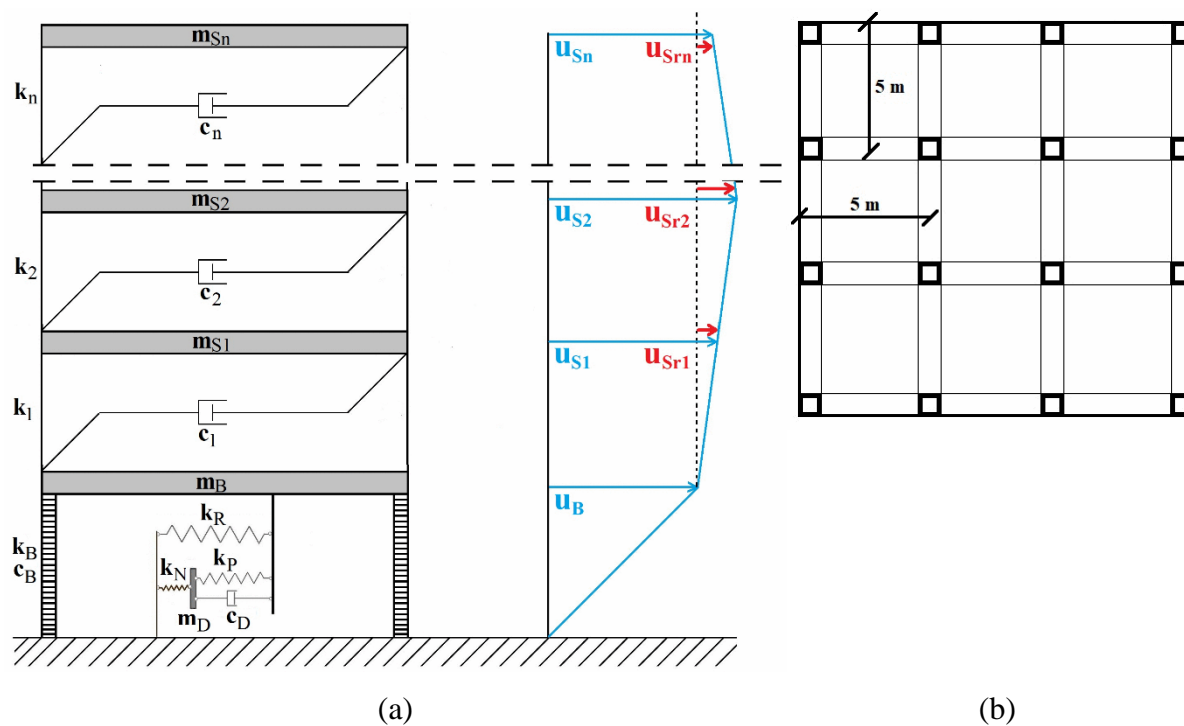 m_Sn
u_Sn
u_Srn
k_n
c_n
5 m
m_S2
u_S2
u_Sr2
5 m
k_2
c_2
m_S1
u_S1
u_Sr1
k_1
c_1
m_B
u_B
k_R
k_B
c_B
k_N
k_P
m_D
c_D
(a)
(b)